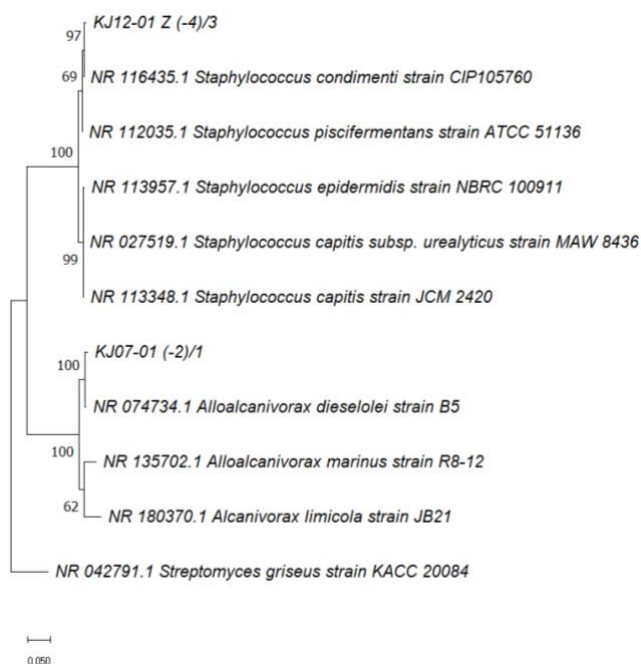 KJ12-01 Z (-4)/3
97
69
NR 116435.1 Staphylococcus condimenti strain CIP105760
NR 112035.1 Staphylococcus piscifermentans strain ATCC 51136
100
NR 113957.1 Staphylococcus epidermidis strain NBRC 100911
NR 027519.1 Staphylococcus capitis subsp. urealyticus strain MAW 8436
99
NR 113348.1 Staphylococcus capitis strain JCM 2420
KJ07-01 (-2)/1
100
NR 074734.1 Alloalcanivorax dieselolei strain B5
100
NR 135702.1 Alloalcanivorax marinus strain R8-12
62
NR 180370.1 Alcanivorax limicola strain JB21
NR 042791.1 Streptomyces griseus strain KACC 20084
0.050